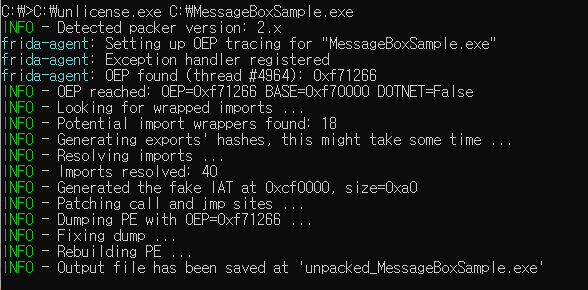 C:₩>C:₩unlicense.exe C:₩MessageBoxSample.exe
INFO - Detected packer version: 2.x
frida-agent: Setting up OEP tracing for "MessageBoxSample.exe"
frida-agent: Exception handler registered
frida-agent: OEP found (thread #4964): 0xf71266
INFO - OEP reached: OEP=0xf71266 BASE=0xf70000 DOTNET=False
INFO - Looking for wrapped imports ...
INFO - Potential import wrappers found: 18
INFO - Generating exports' hashes, this might take some time ...
INFO - Resolving imports ...
INFO - Imports resolved: 40
INFO - Generated the fake IAT at 0xcf0000, size=0xa0
INFO - Patching call and jmp sites ...
INFO - Dumping PE with OEP=0xf71266 ...
INFO - Fixing dump ...
INFO - Rebuilding PE ...
INFO - Output file has been saved at 'unpacked_MessageBoxSample.exe'